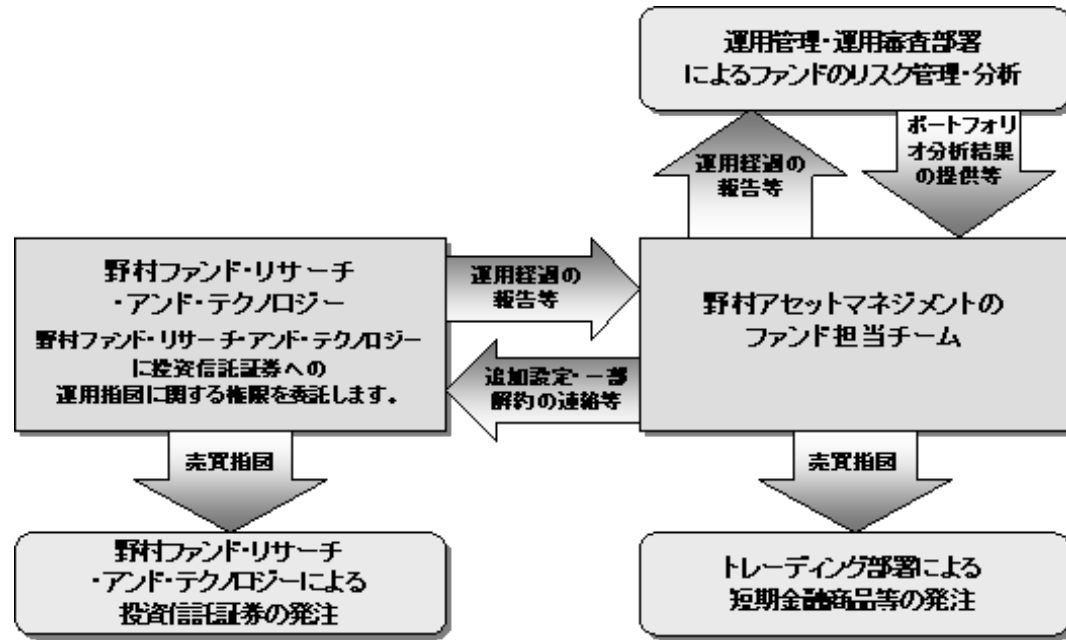 運用管理・運用審査部署
によるファンドのリスク管理・分析
運用経過の
報告等
ポートフォリ
オ分析結果
の提供等
野村ファンド・リサーチ
・アンド・テクノロジー
野村ファンド・リサーチ・アンド・テクノロジー
に投資信託証券への
運用指図に関する権限を委託します。
運用経過の
報告等
追加設定・一部
解約の連絡等
野村アセットマネジメントの
ファンド担当チーム
売買指図
売買指図
野村ファンド・リサーチ
・アンド・テクノロジーによる
投資信託証券の発注
トレーディング部署による
短期金融商品等の発注